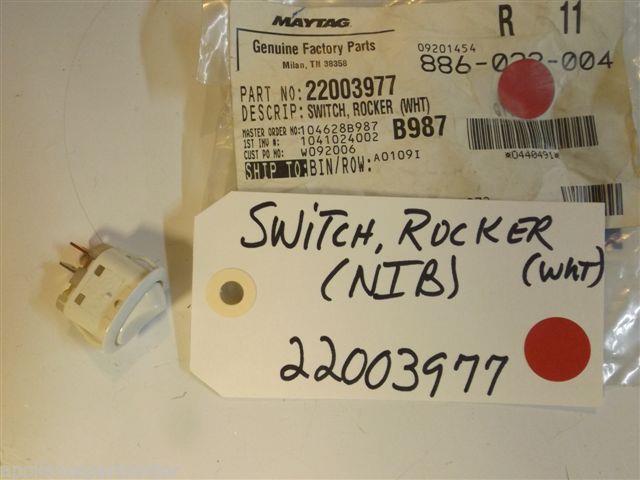 MAYTAG
Genuine Factory Parts
Milan, TN 38358
R 11
09201454
886-023-004
PART NO: 22003977
DESCRIP: SWITCH, ROCKER (WHT)
MASTER ORDER NO: 104628B987 B987
1ST INV #: 1041024002
CUST PO NO: W092006
SHIP TO: BIN/ROW: A0109I
*O440491*
SWITCH, ROCKER
(NIB) (WHT)
22003977